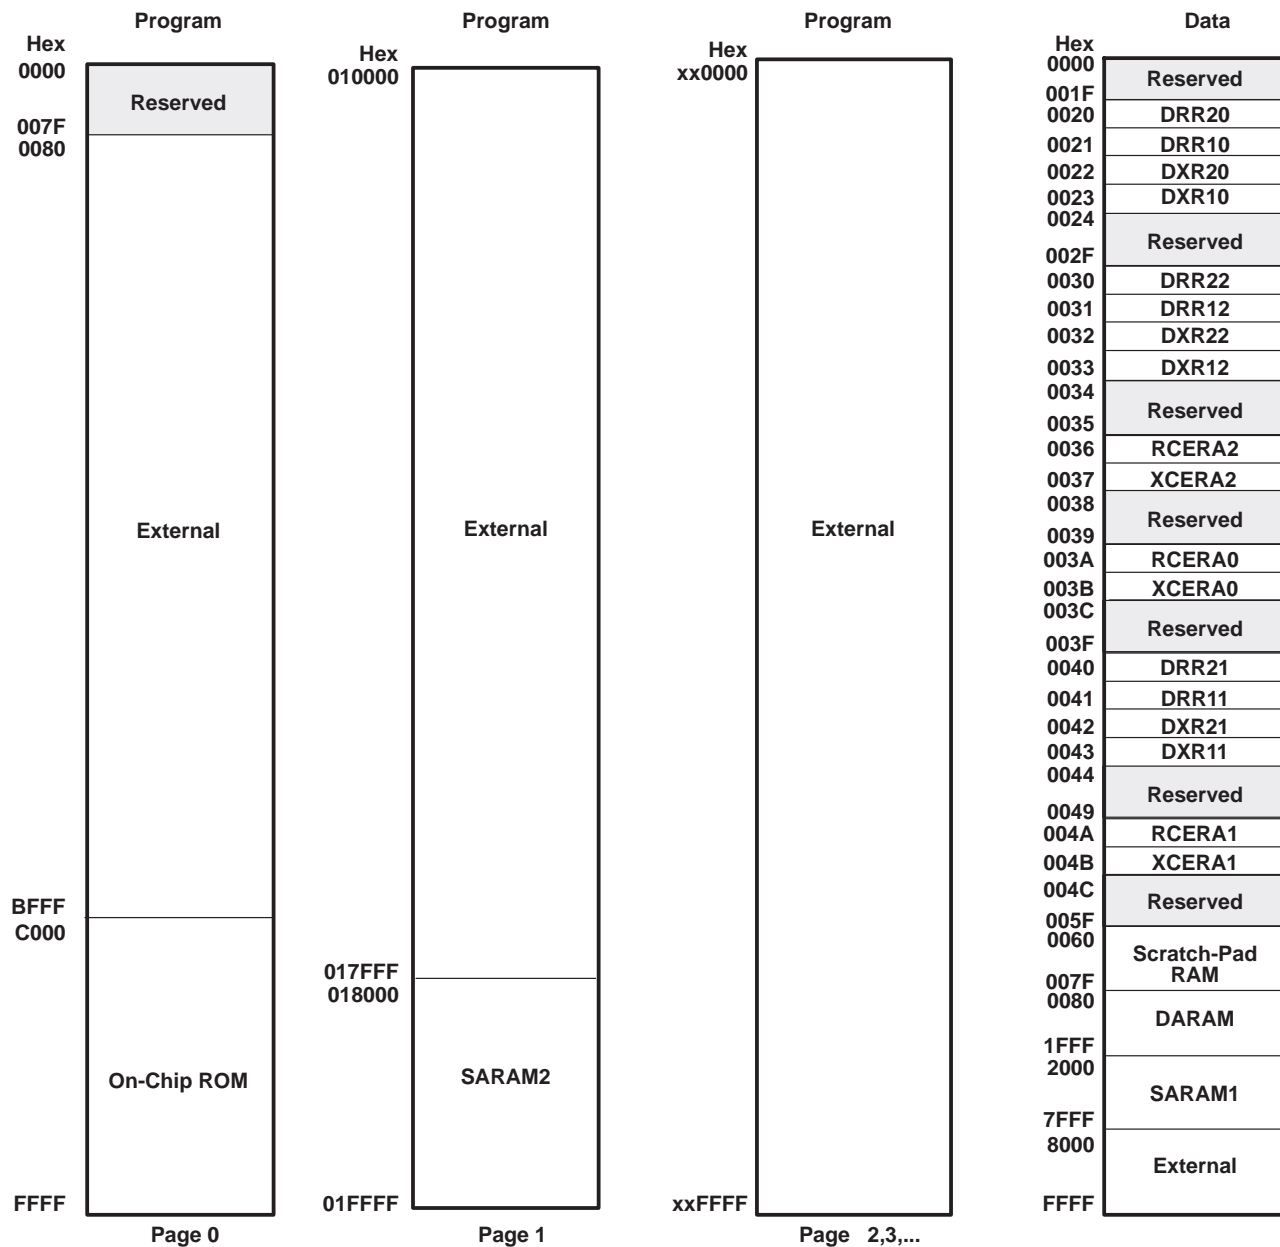 Program
Hex
0000
Reserved
007F
0080
External
BFFF
C000
On-Chip ROM
FFFF
Page 0
Program
Hex
010000
External
017FFF
018000
SARAM2
01FFFF
Page 1
Program
Hex
xx0000
External
xxFFFF
Page 2,3,...
Data
Hex
0000
Reserved
001F
0020 DRR20
0021 DRR10
0022 DXR20
0023 DXR10
0024
Reserved
002F
0030 DRR22
0031 DRR12
0032 DXR22
0033 DXR12
0034
Reserved
0035
0036 RCERA2
0037 XCERA2
0038
Reserved
0039
003A RCERA0
003B XCERA0
003C
Reserved
003F
0040 DRR21
0041 DRR11
0042 DXR21
0043 DXR11
0044
Reserved
0049
004A RCERA1
004B XCERA1
004C
Reserved
005F
0060
Scratch-Pad
RAM
007F
0080
DARAM
1FFF
2000
SARAM1
7FFF
8000
External
FFFF